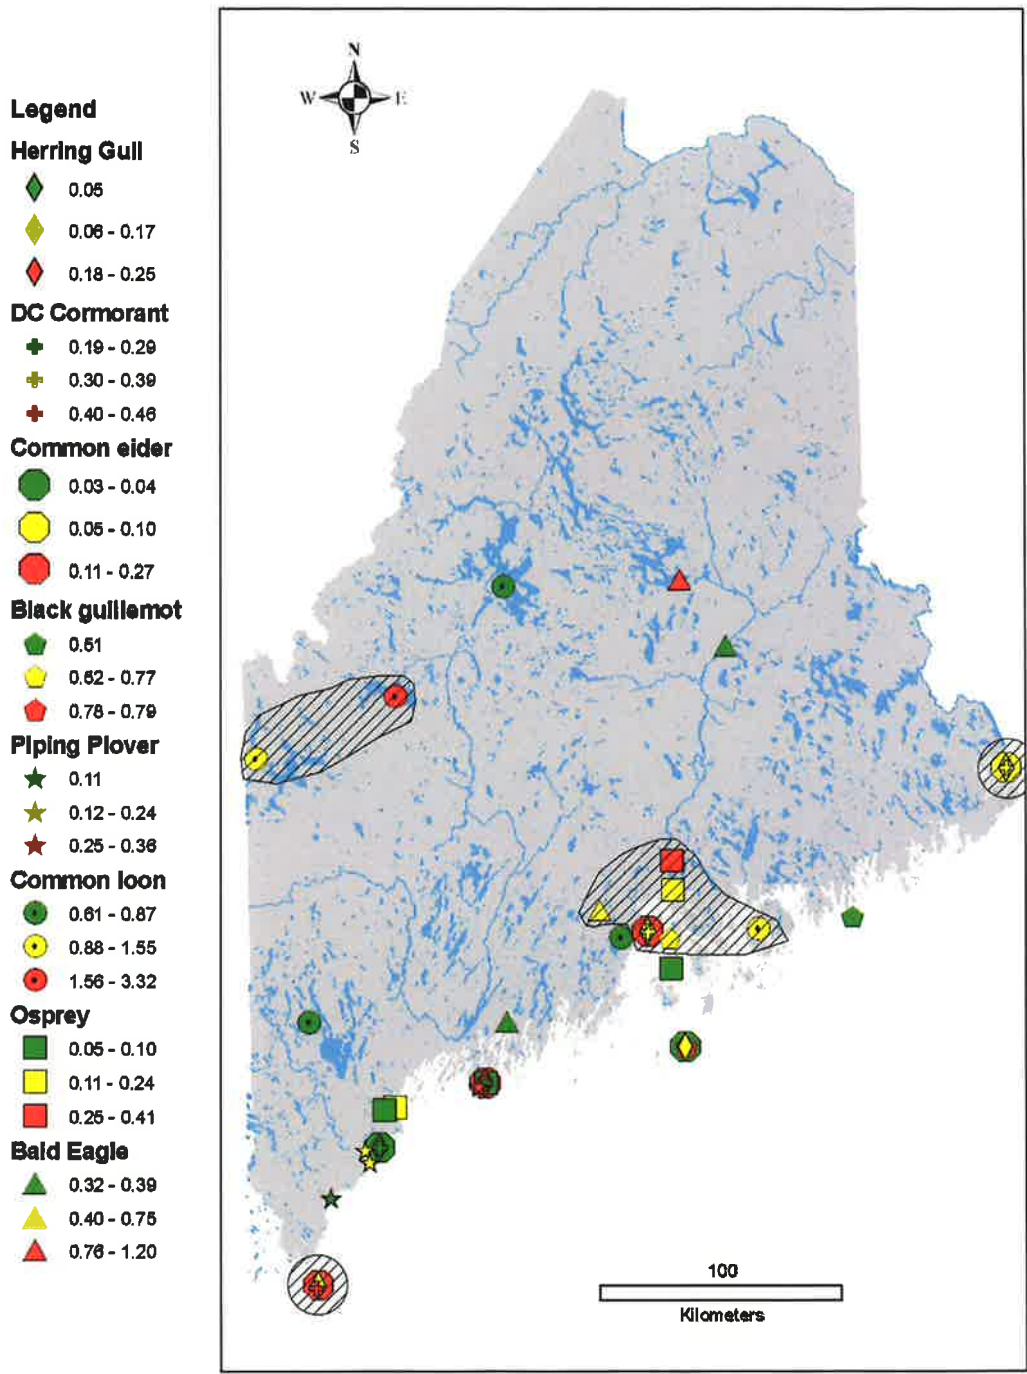 Legend
Herring Gull
0.05
0.06 - 0.17
0.18 - 0.25
DC Cormorant
0.19 - 0.29
0.30 - 0.39
0.40 - 0.46
Common eider
0.03 - 0.04
0.05 - 0.10
0.11 - 0.27
Black guillemot
0.51
0.52 - 0.77
0.78 - 0.79
Piping Plover
0.11
0.12 - 0.24
0.25 - 0.36
Common loon
0.61 - 0.87
0.88 - 1.55
1.56 - 3.32
Osprey
0.05 - 0.10
0.11 - 0.24
0.25 - 0.41
Bald Eagle
0.32 - 0.39
0.40 - 0.75
0.76 - 1.20
N
W E
S
100
Kilometers